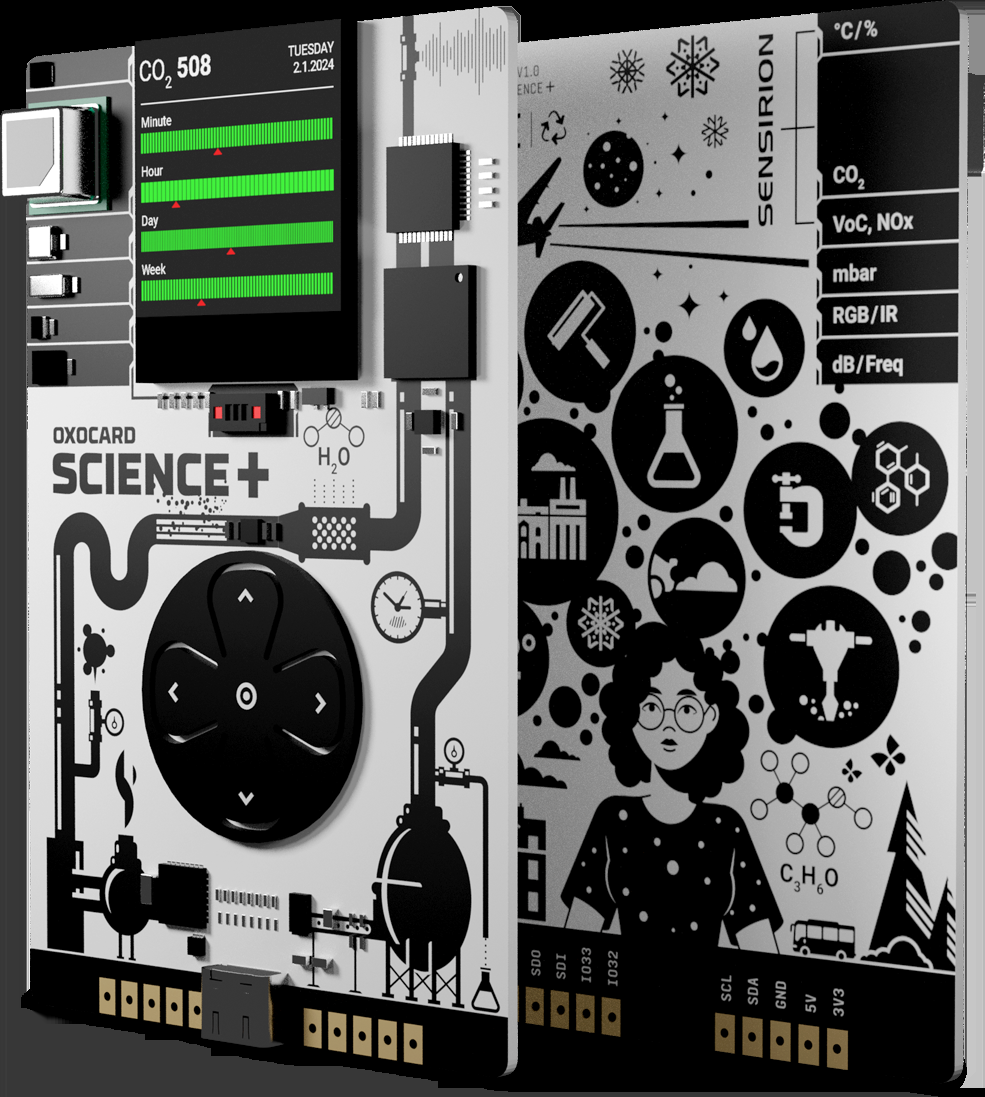 CO2 508
TUESDAY
2.1.2024
Minute
Hour
Day
Week
OXOCARD
SCIENCE+
H2O
V1.0
ENCE+
SENSIRION
°C/%
CO2
VoC, NOx
mbar
RGB/IR
dB/Freq
C3H6O
SDO
SDI
IO33
IO32
SCL
SDA
GND
5V
3V3